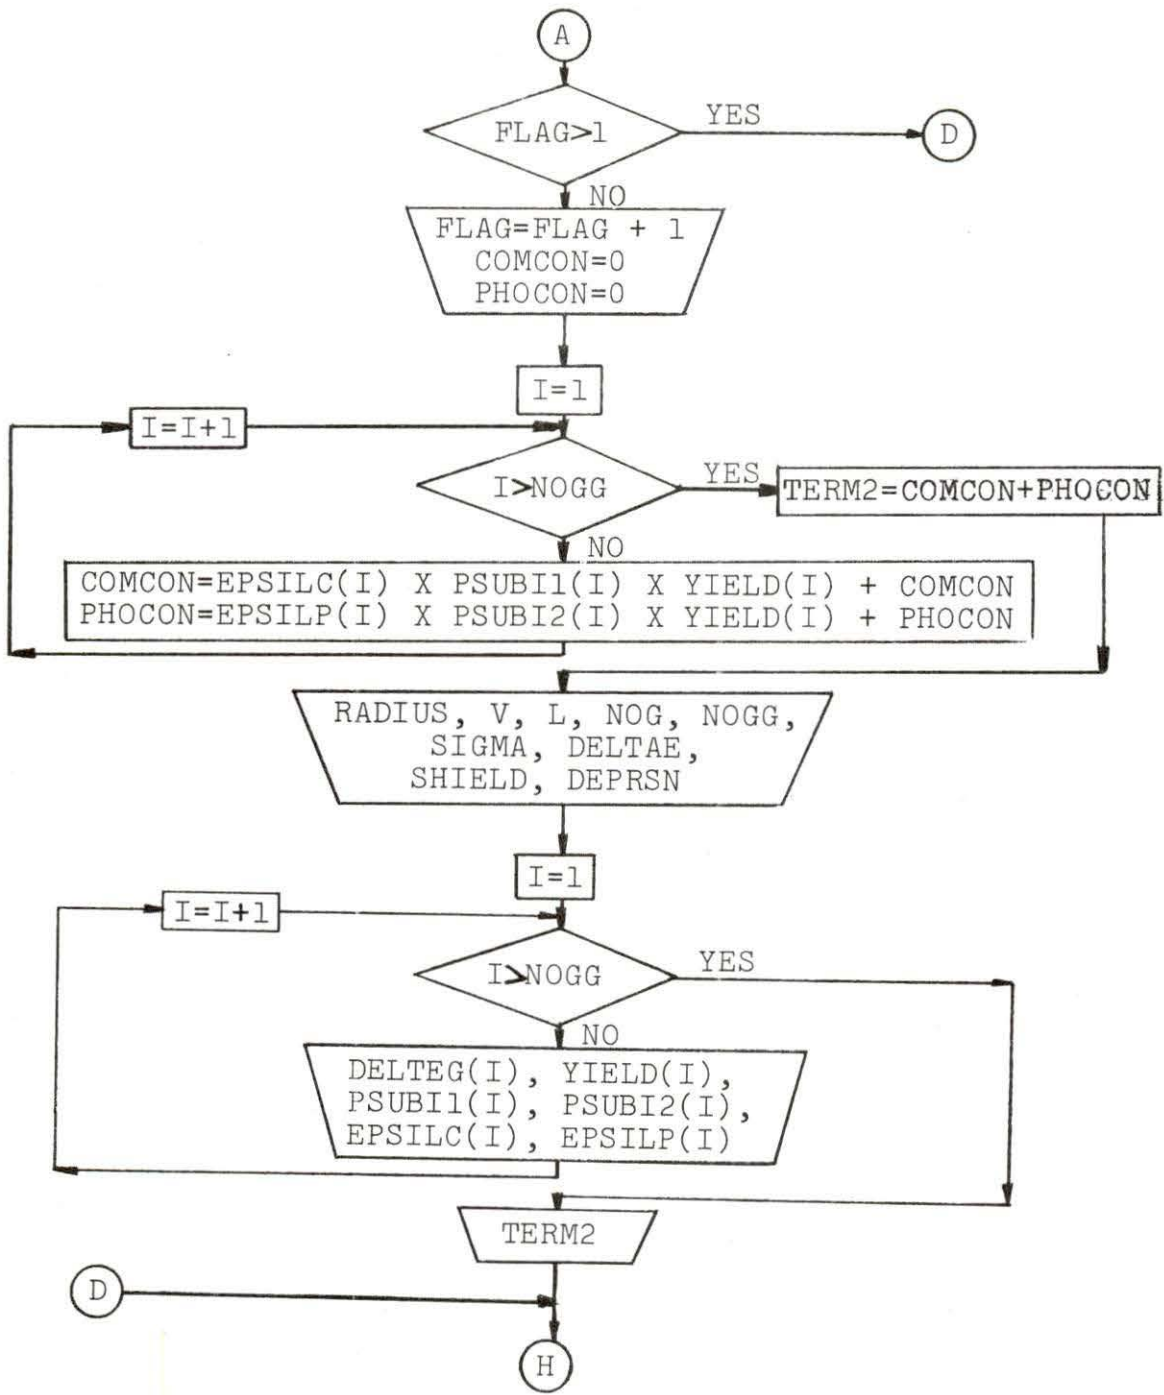 A
FLAG>1
YES
D
NO
FLAG=FLAG + 1
COMCON=0
PHOCON=0
I=1
I=I+1
I>NOGG
YES
TERM2=COMCON+PHOCON
NO
COMCON=EPSILC(I) X PSUBI1(I) X YIELD(I) + COMCON
PHOCON=EPSILP(I) X PSUBI2(I) X YIELD(I) + PHOCON
RADIUS, V, L, NOG, NOGG,
SIGMA, DELTAE,
SHIELD, DEPRSN
I=1
I=I+1
I>NOGG
YES
NO
DELTEG(I), YIELD(I),
PSUBI1(I), PSUBI2(I),
EPSILC(I), EPSILP(I)
TERM2
D
H